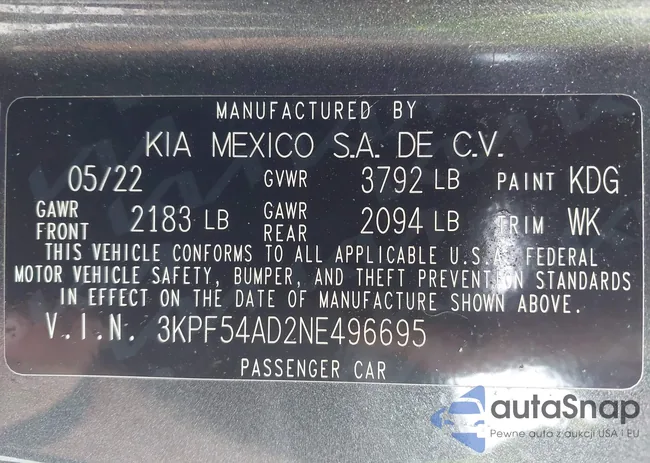 MANUFACTURED BY
KIA MEXICO S.A. DE C.V.
05/22 GVWR 3792 LB PAINT KDG
GAWR FRONT 2183 LB GAWR REAR 2094 LB TRIM WK
THIS VEHICLE CONFORMS TO ALL APPLICABLE U.S.A. FEDERAL
MOTOR VEHICLE SAFETY, BUMPER, AND THEFT PREVENTION STANDARDS
IN EFFECT ON THE DATE OF MANUFACTURE SHOWN ABOVE.
V.I.N. 3KPF54AD2NE496695
PASSENGER CAR
autaSnap
Pewne auta z aukcji USA i EU